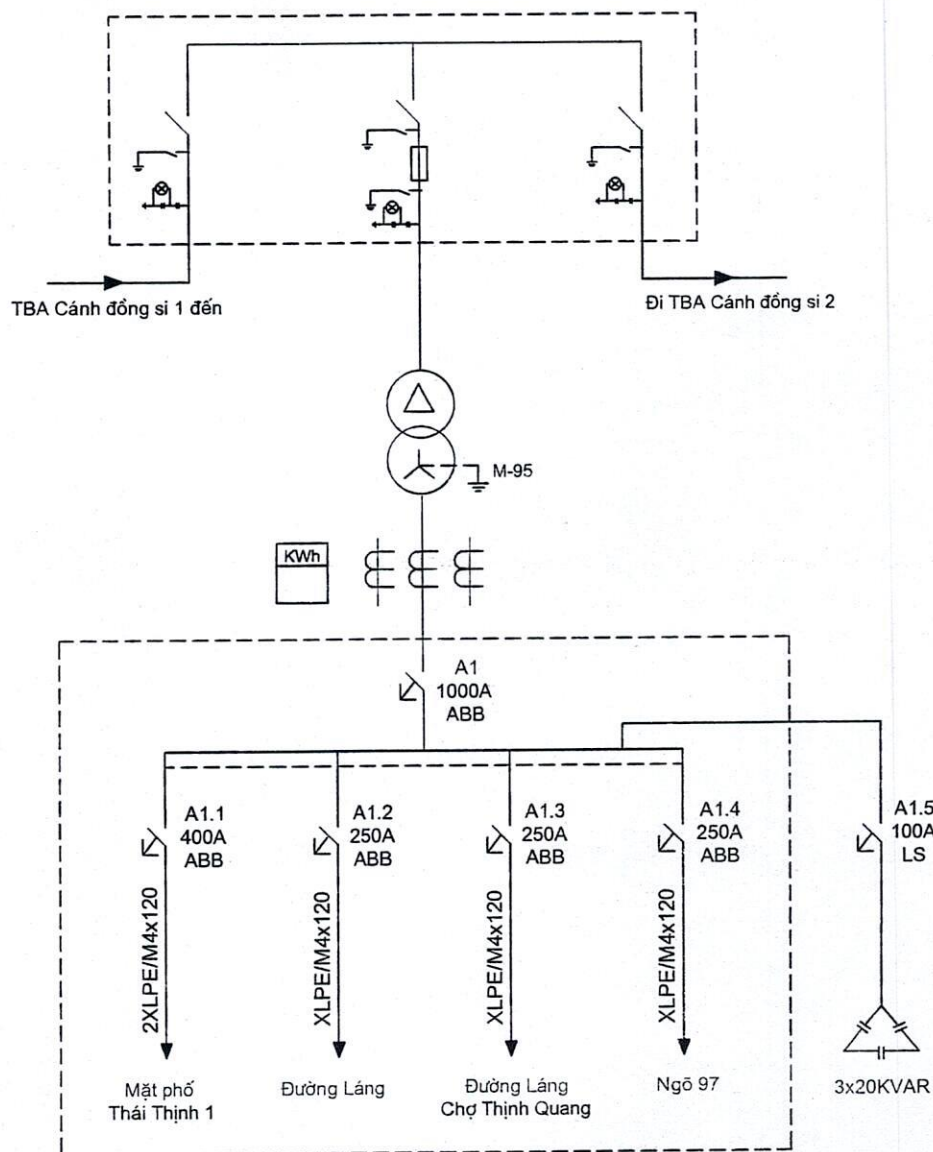 TBA Cánh đồng si 1 đến
Đi TBA Cánh đồng si 2
M-95
KWh
A1
1000A
ABB
A1.1
400A
ABB
A1.2
250A
ABB
A1.3
250A
ABB
A1.4
250A
ABB
A1.5
100A
LS
2XLPE/M4x120
XLPE/M4x120
XLPE/M4x120
XLPE/M4x120
Mặt phố
Thái Thịnh 1
Đường Láng
Đường Láng
Chợ Thịnh Quang
Ngõ 97
3x20KVAR